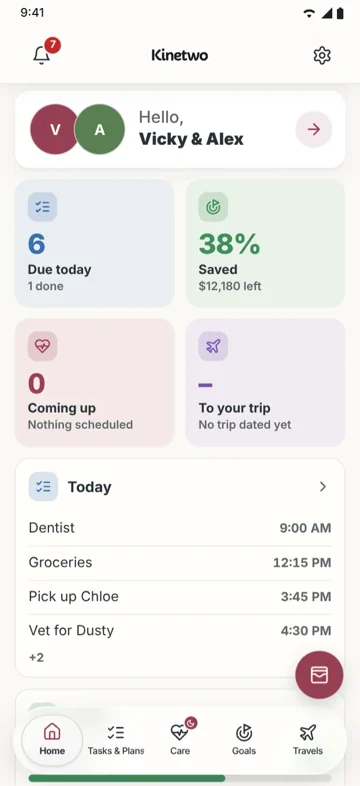 9:41
7
Kinetwo
V
A
Hello,
Vicky & Alex
6
Due today
1 done
38%
Saved
$12,180 left
0
Coming up
Nothing scheduled
–
To your trip
No trip dated yet
Today
Dentist 9:00 AM
Groceries 12:15 PM
Pick up Chloe 3:45 PM
Vet for Dusty 4:30 PM
+2
Home
Tasks & Plans
Care
Goals
Travels